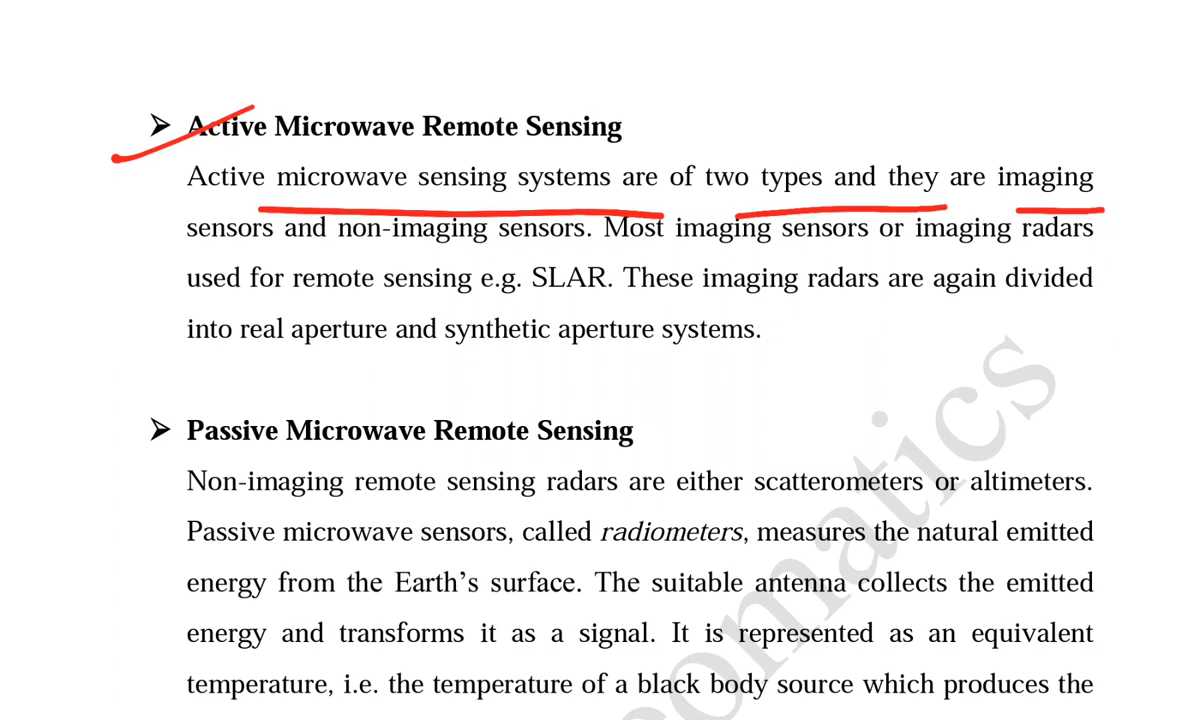 ➢ Active Microwave Remote Sensing
Active microwave sensing systems are of two types and they are imaging
sensors and non-imaging sensors. Most imaging sensors or imaging radars
used for remote sensing e.g. SLAR. These imaging radars are again divided
into real aperture and synthetic aperture systems.
➢ Passive Microwave Remote Sensing
Non-imaging remote sensing radars are either scatterometers or altimeters.
Passive microwave sensors, called radiometers, measures the natural emitted
energy from the Earth’s surface. The suitable antenna collects the emitted
energy and transforms it as a signal. It is represented as an equivalent
temperature, i.e. the temperature of a black body source which produces the
omatics